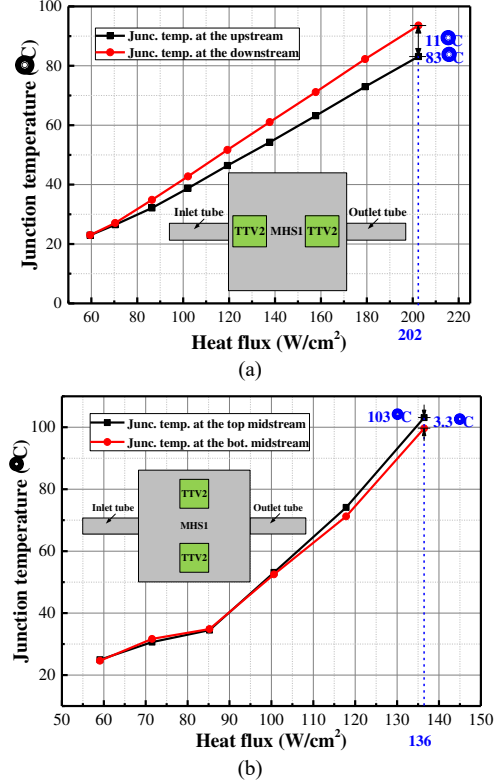 100
80
60
40
20
0
Junction temperature (°C)
Junc. temp. at the upstream
Junc. temp. at the downstream
11°C
83°C
Inlet tube
Outlet tube
TTV2
MHS1
TTV2
60 80 100 120 140 160 180 200 220
202
Heat flux (W/cm²)
(a)
100
80
60
40
20
Junction temperature (°C)
Junc. temp. at the top midstream
Junc. temp. at the bot. midstream
103°C
3.3°C
TTV2
Inlet tube
Outlet tube
MHS1
TTV2
50 60 70 80 90 100 110 120 130 140 150
136
Heat flux (W/cm²)
(b)